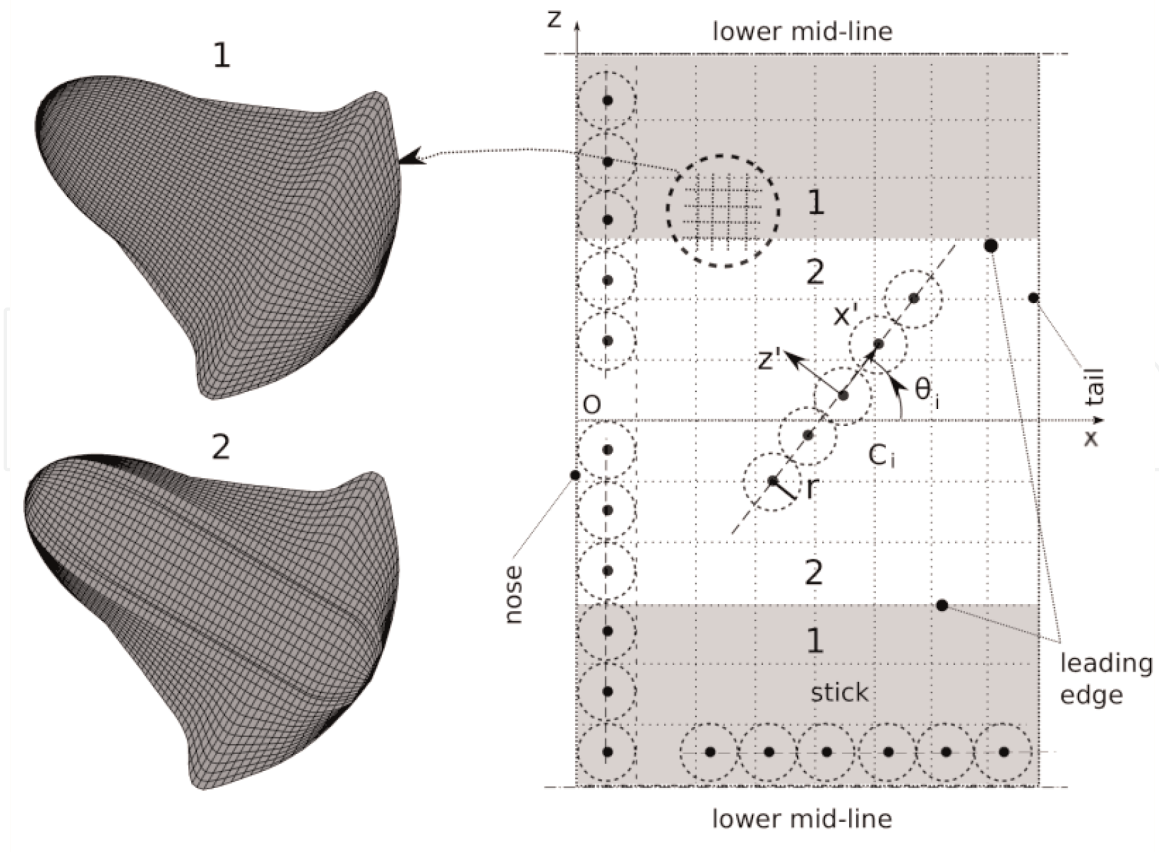 1
2
z
lower mid-line
1
2
x'
z'
θi
O
x
Ci
r
tail
nose
2
1
stick
leading
edge
lower mid-line